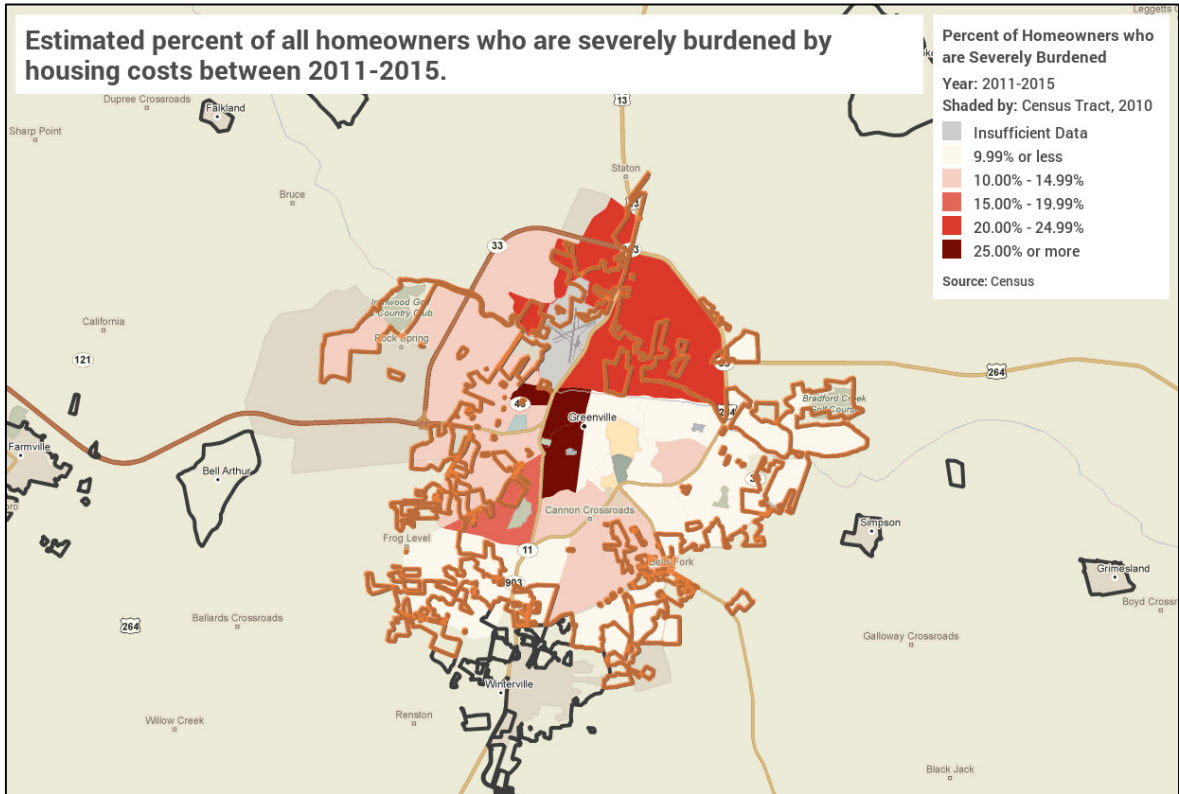 Estimated percent of all homeowners who are severely burdened by
housing costs between 2011-2015.
Percent of Homeowners who
are Severely Burdened
Year: 2011-2015
Shaded by: Census Tract, 2010
Insufficient Data
9.99% or less
10.00% - 14.99%
15.00% - 19.99%
20.00% - 24.99%
25.00% or more
Source: Census
Leggetts
Dupree Crossroads
Falkland
13
Sharp Point
Staton
Bruce
33
Country Club
Rock Spring
California
121
264
Bradford Creek
Golf Course
43
Greenville
Farmville
Bell Arthur
Cannon Crossroads
Simpson
Frog Level
11
Bells Fork
903
Grimesland
Boyd
264
Ballards Crossroads
Galloway Crossroads
Winterville
Willow Creek
Renston
Black Jack